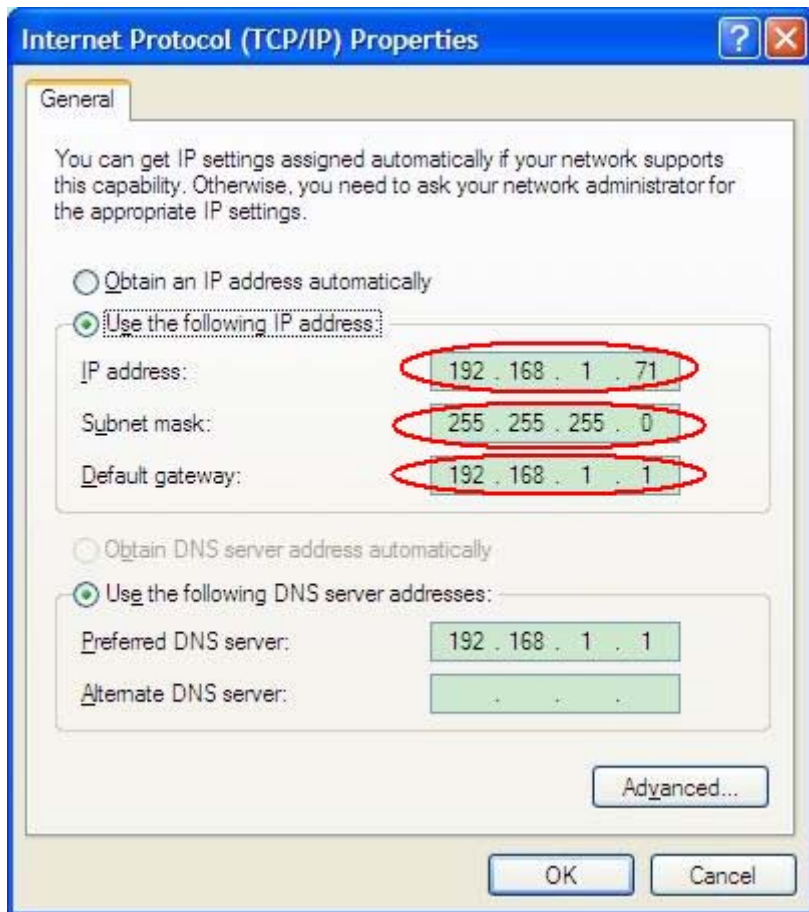 Internet Protocol (TCP/IP) Properties
General
You can get IP settings assigned automatically if your network supports
this capability. Otherwise, you need to ask your network administrator for
the appropriate IP settings.
Obtain an IP address automatically
Use the following IP address:
IP address: 192 . 168 . 1 . 71
Subnet mask: 255 . 255 . 255 . 0
Default gateway: 192 . 168 . 1 . 1
Obtain DNS server address automatically
Use the following DNS server addresses:
Preferred DNS server: 192 . 168 . 1 . 1
Alternate DNS server: . . .
Advanced...
OK Cancel